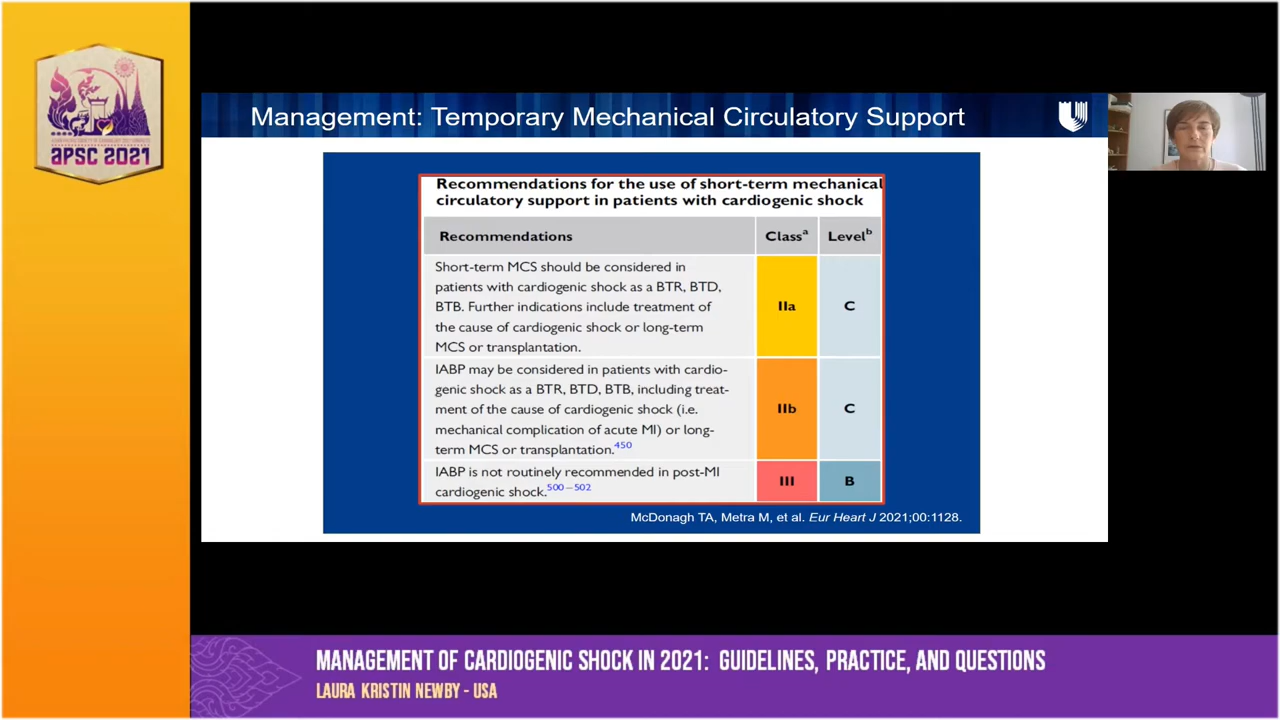 APSC 2021
Management: Temporary Mechanical Circulatory Support
Recommendations for the use of short-term mechanical
circulatory support in patients with cardiogenic shock
Recommendations Classᵃ Levelᵇ
Short-term MCS should be considered in
patients with cardiogenic shock as a BTR, BTD,
BTB. Further indications include treatment of
the cause of cardiogenic shock or long-term
MCS or transplantation.
IIa C
IABP may be considered in patients with cardio-
genic shock as a BTR, BTD, BTB, including treat-
ment of the cause of cardiogenic shock (i.e.
mechanical complication of acute MI) or long-
term MCS or transplantation.⁴⁵⁰
IIb C
IABP is not routinely recommended in post-MI
cardiogenic shock.⁵⁰⁰⁻⁵⁰²
III B
McDonagh TA, Metra M, et al. Eur Heart J 2021;00:1128.
MANAGEMENT OF CARDIOGENIC SHOCK IN 2021: GUIDELINES, PRACTICE, AND QUESTIONS
LAURA KRISTIN NEWBY - USA